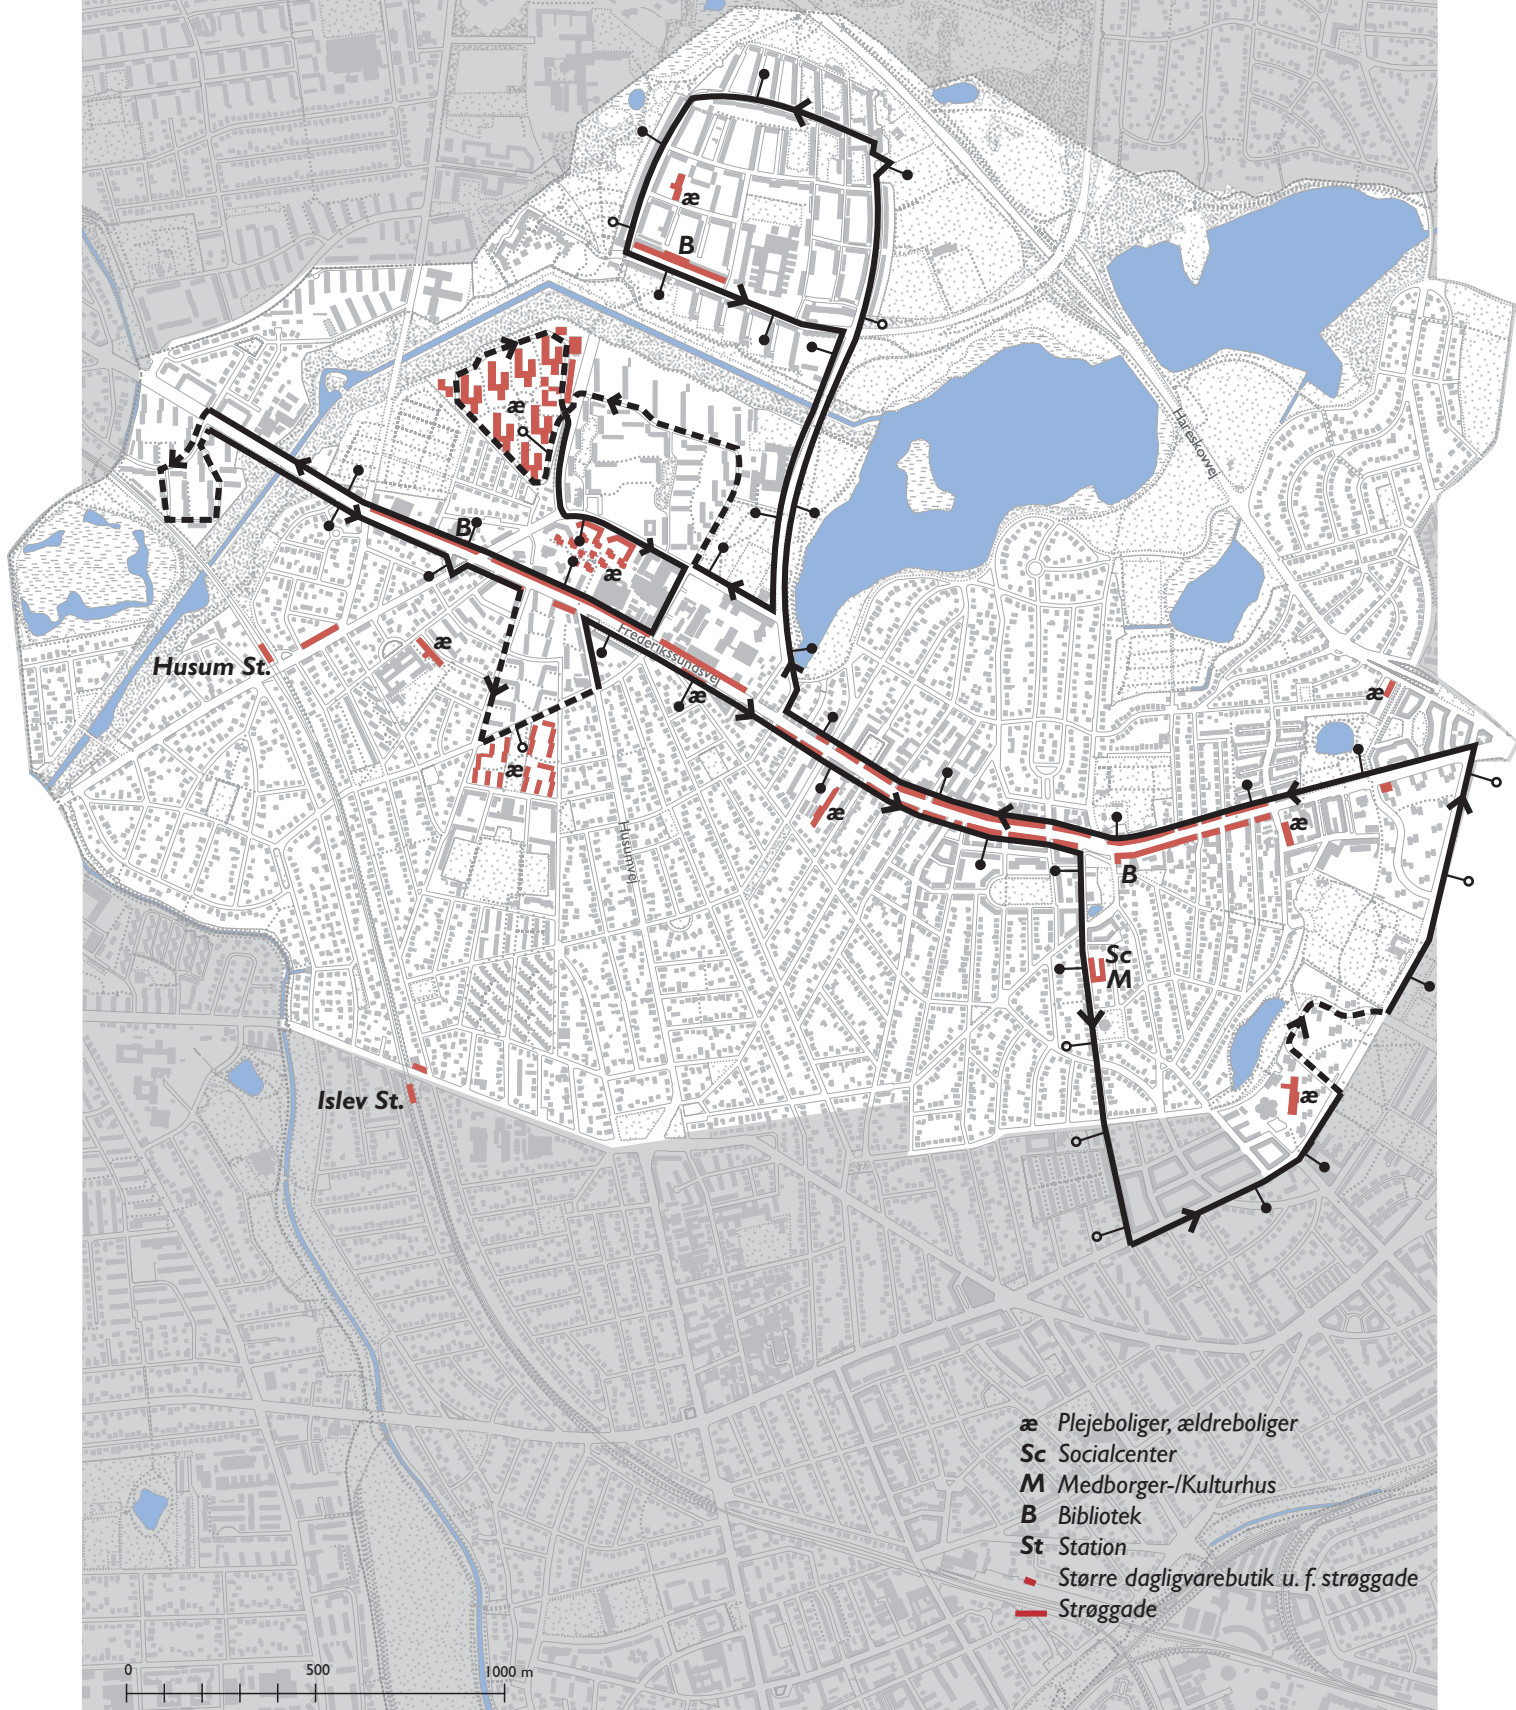 æ
B
Hareskovvej
æ
B
æ
Frederikssundsvej
æ
Husum St.
æ
æ
æ
æ
æ
Husumvej
B
Sc
M
Islev St.
æ
æ Plejeboliger, ældreboliger
Sc Socialcenter
M Medborger-/Kulturhus
B Bibliotek
St Station
Større dagligvarebutik u. f. strøggade
Strøggade
0 500 1000 m